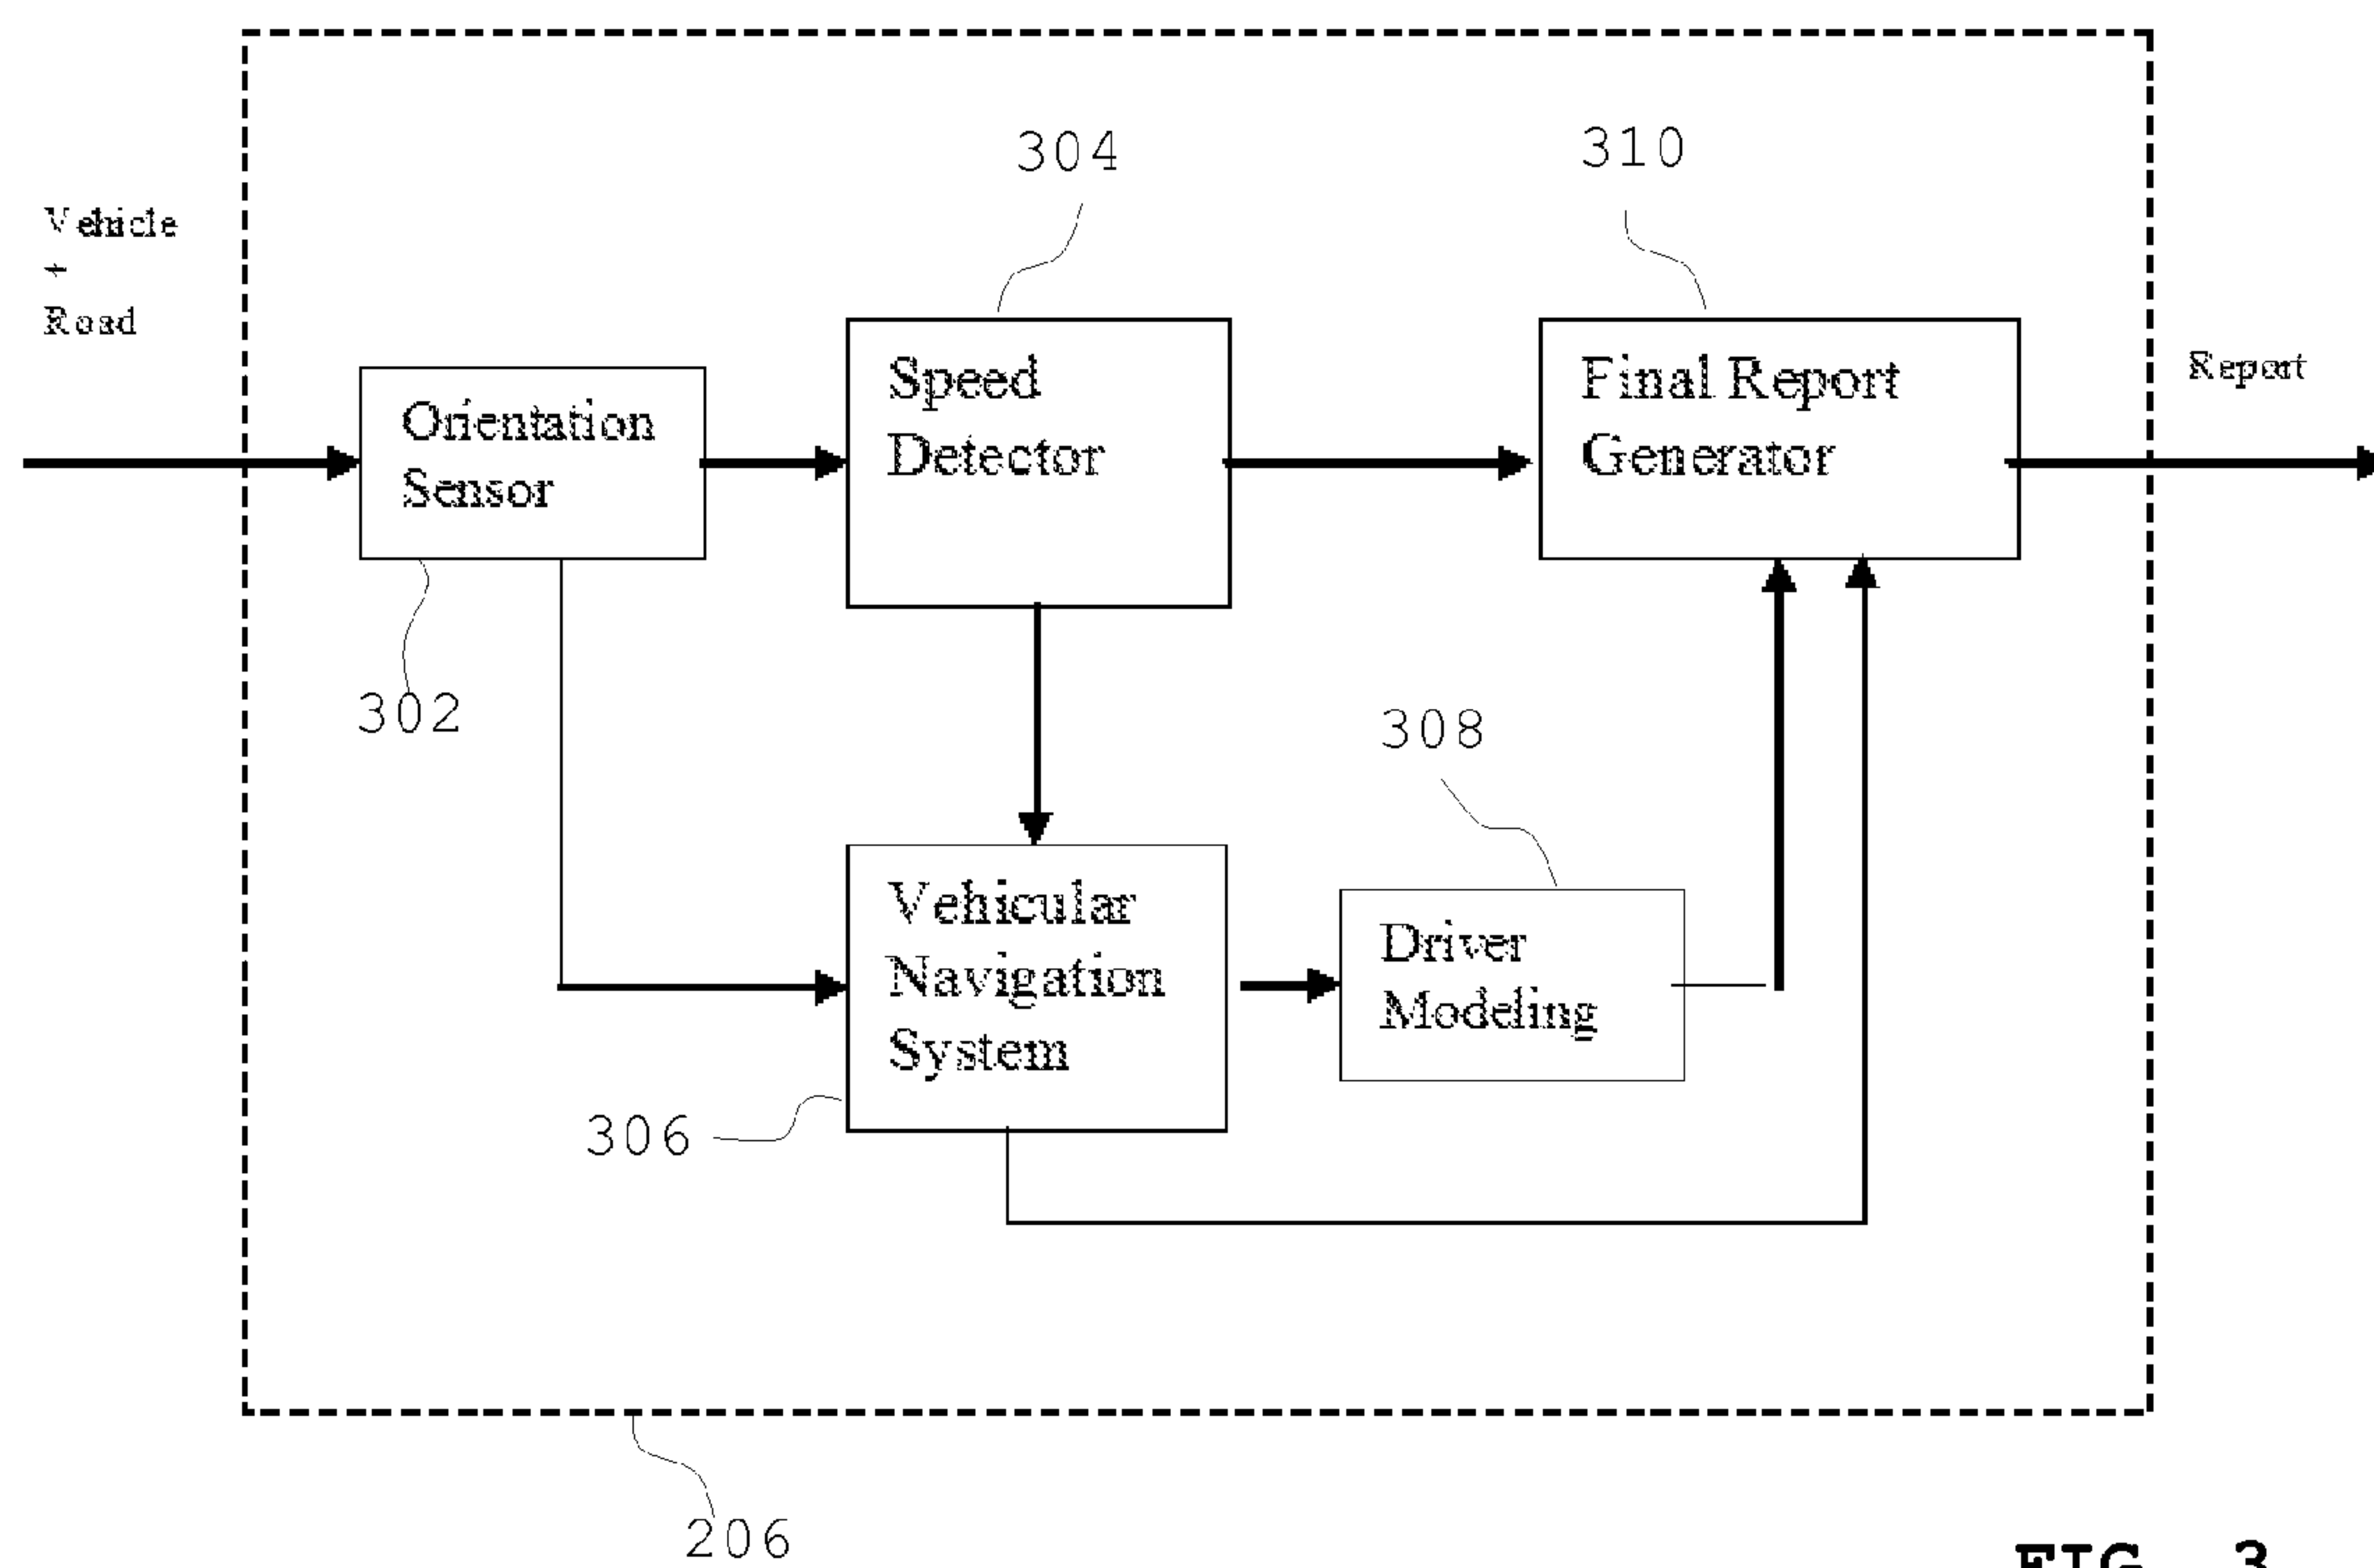 304
310
Vehicle
+
Road
Speed
Detector
Final Report
Generator
Report
Orientation
Sensor
302
308
Vehicular
Navigation
System
Driver
Modeling
306
206
FIG. 3